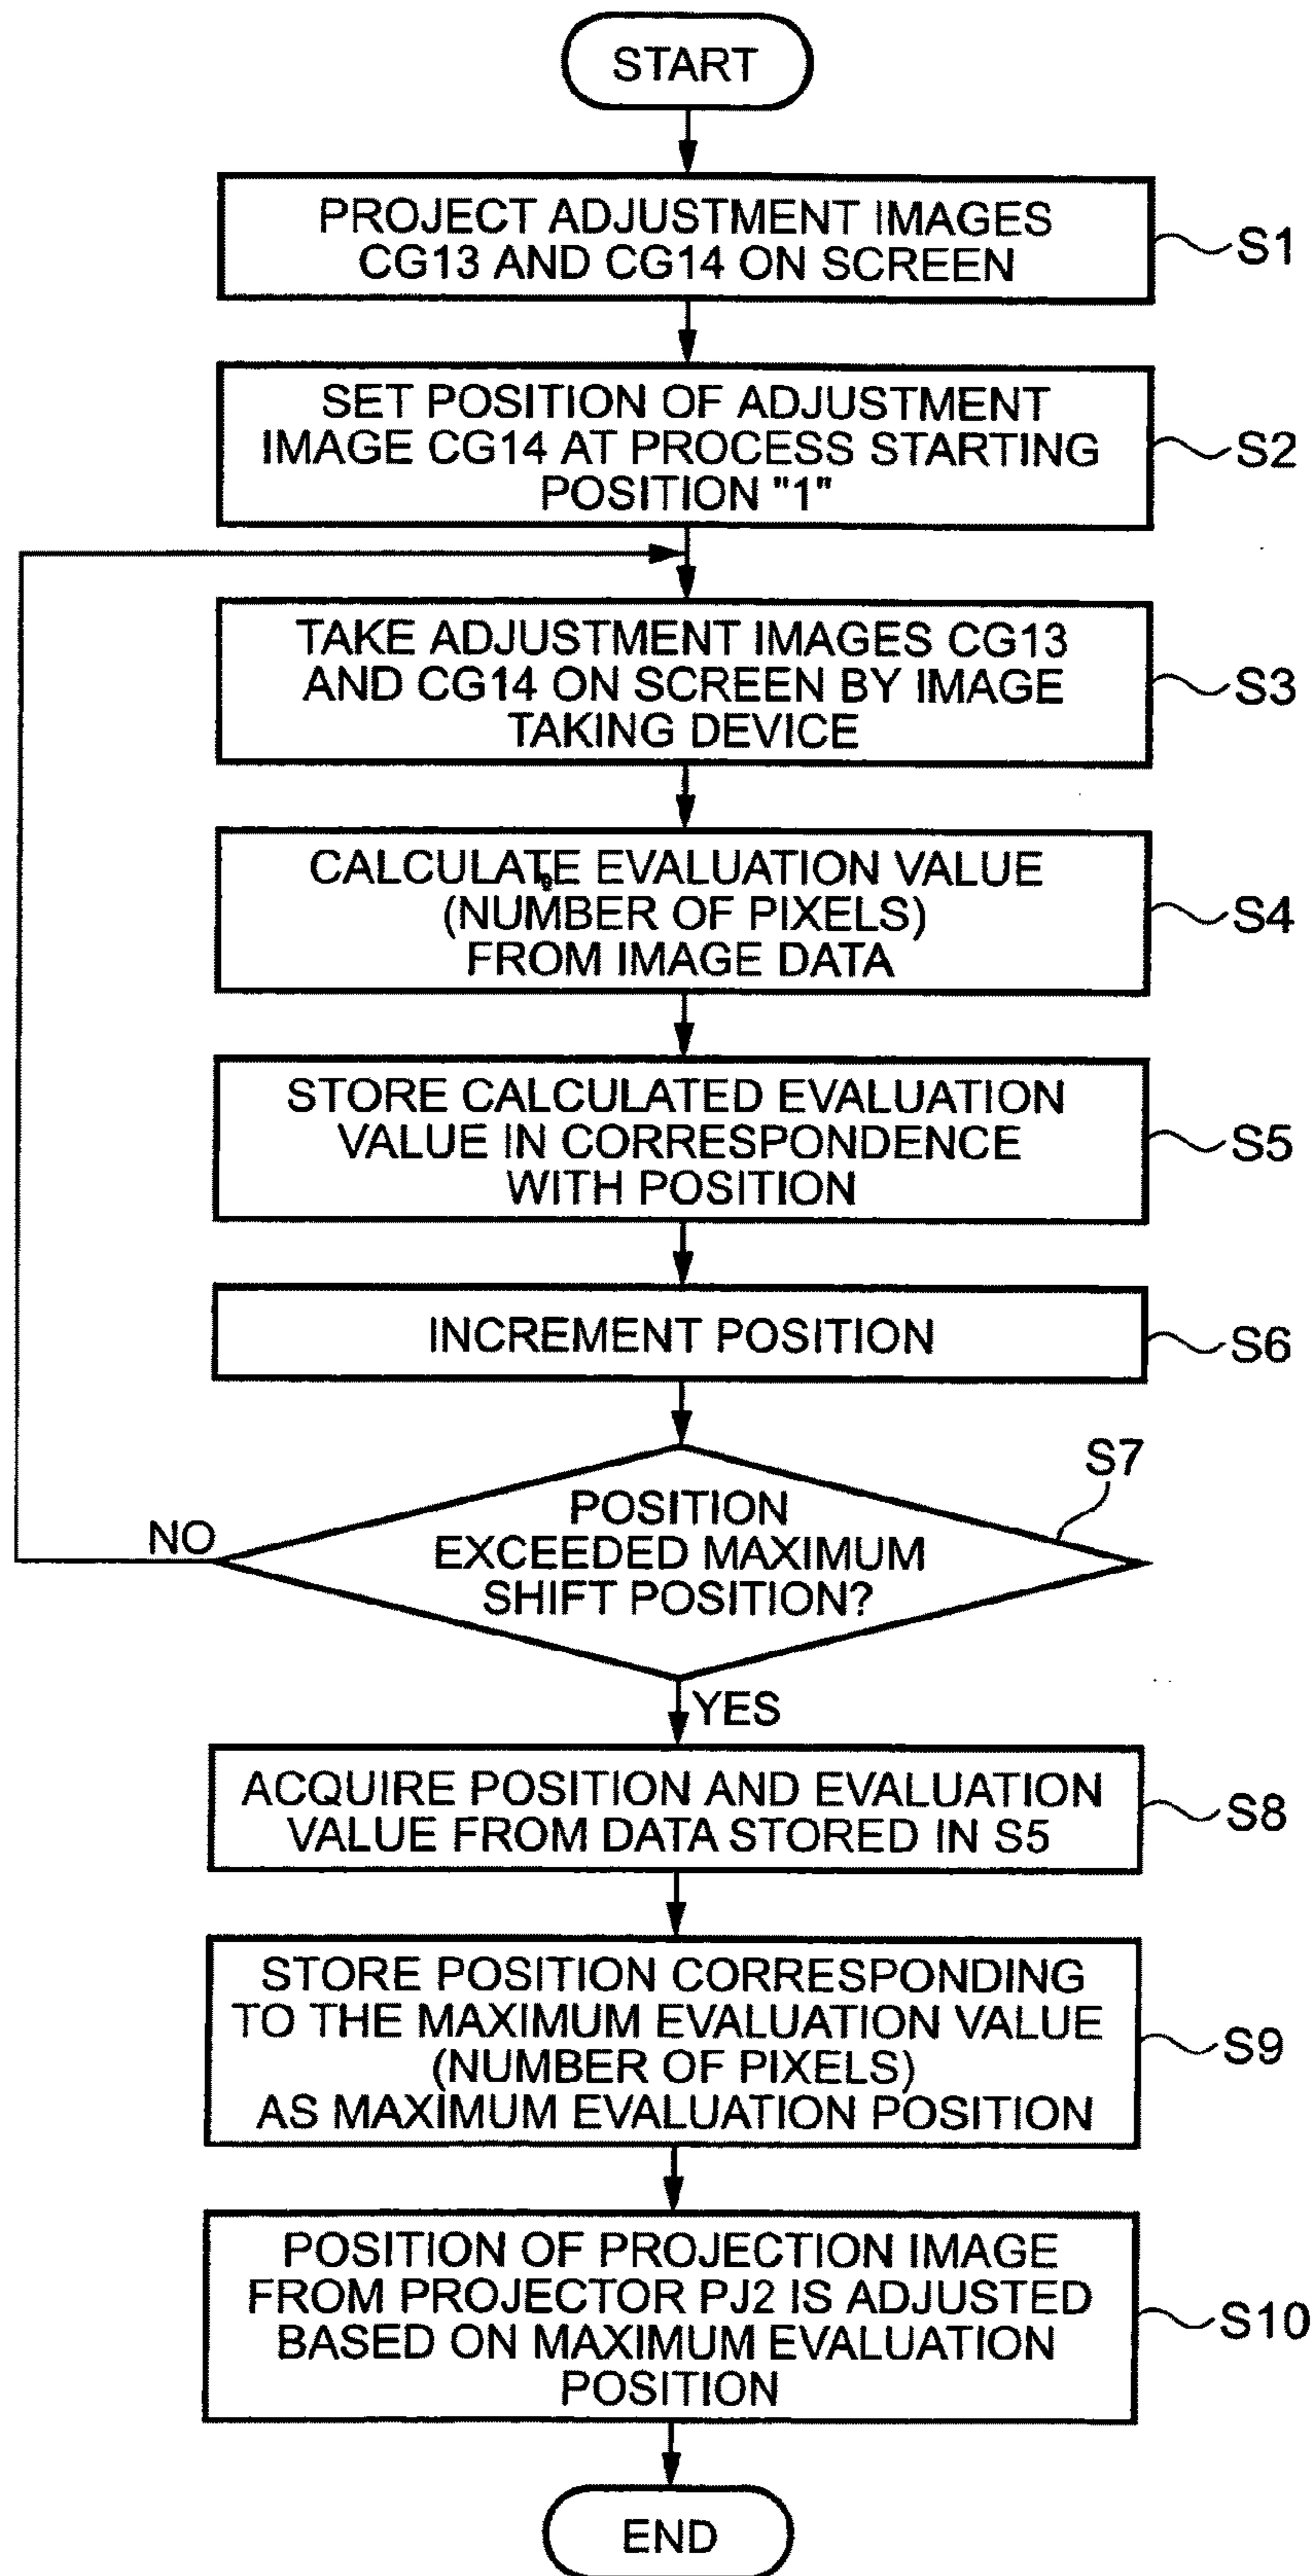 START
PROJECT ADJUSTMENT IMAGES
CG13 AND CG14 ON SCREEN
S1
SET POSITION OF ADJUSTMENT
IMAGE CG14 AT PROCESS STARTING
POSITION "1"
S2
TAKE ADJUSTMENT IMAGES CG13
AND CG14 ON SCREEN BY IMAGE
TAKING DEVICE
S3
CALCULATE EVALUATION VALUE
(NUMBER OF PIXELS)
FROM IMAGE DATA
S4
STORE CALCULATED EVALUATION
VALUE IN CORRESPONDENCE
WITH POSITION
S5
INCREMENT POSITION
S6
S7
POSITION
EXCEEDED MAXIMUM
SHIFT POSITION?
NO
YES
ACQUIRE POSITION AND EVALUATION
VALUE FROM DATA STORED IN S5
S8
STORE POSITION CORRESPONDING
TO THE MAXIMUM EVALUATION VALUE
(NUMBER OF PIXELS)
AS MAXIMUM EVALUATION POSITION
S9
POSITION OF PROJECTION IMAGE
FROM PROJECTOR PJ2 IS ADJUSTED
BASED ON MAXIMUM EVALUATION
POSITION
S10
END